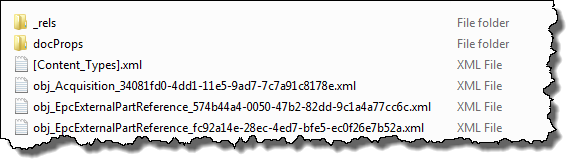 _rels File folder
docProps File folder
[Content_Types].xml XML File
obj_Acquisition_34081fd0-4dd1-11e5-9ad7-7c7a91c8178e.xml XML File
obj_EpcExternalPartReference_574b44a4-0050-47b2-82dd-9c1a4a77cc6c.xml XML File
obj_EpcExternalPartReference_fc92a14e-28ec-4ed7-bfe5-ec0f26e7b52a.xml XML File